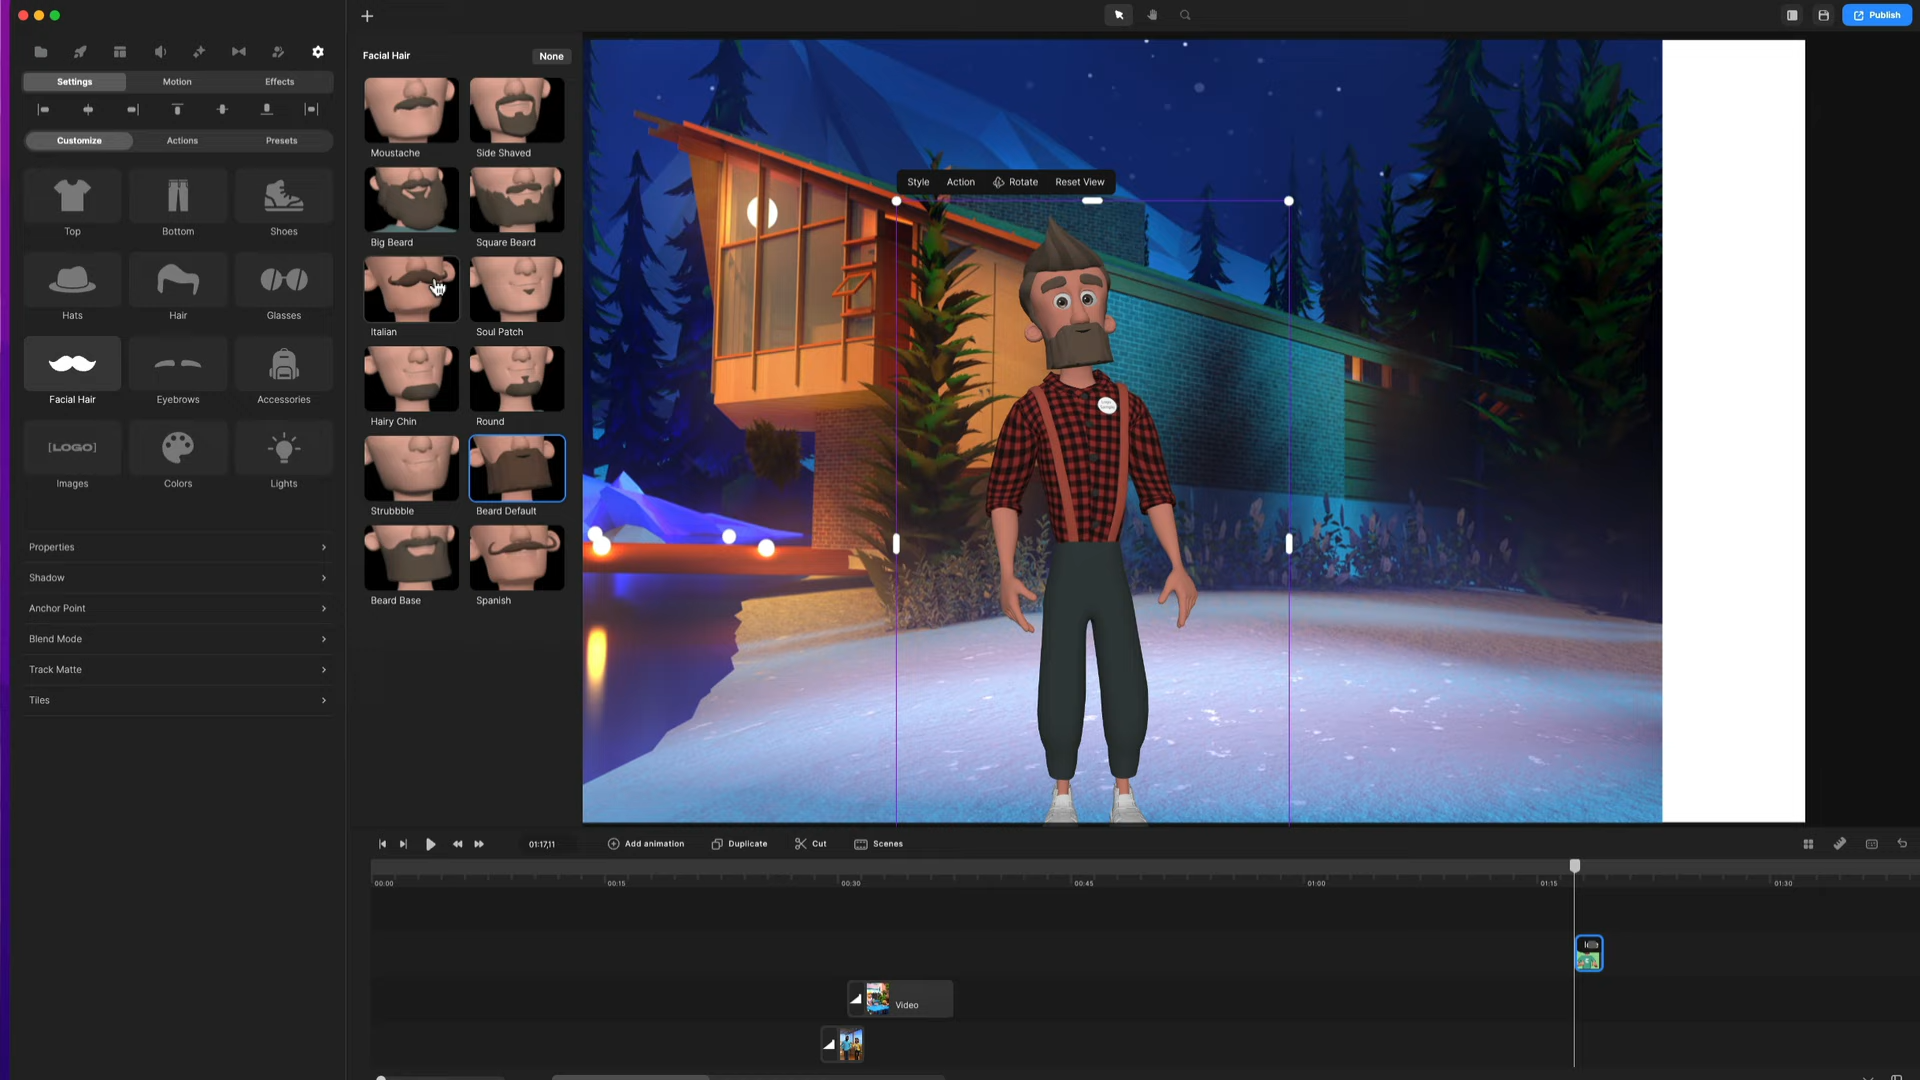 Publish
Settings
Motion
Effects
Customize
Actions
Presets
Top
Bottom
Shoes
Hats
Hair
Glasses
Facial Hair
Eyebrows
Accessories
[LOGO]
Images
Colors
Lights
Properties
Shadow
Anchor Point
Blend Mode
Track Matte
Tiles
Facial Hair
None
Moustache
Side Shaved
Big Beard
Square Beard
Italian
Soul Patch
Hairy Chin
Round
Strubbble
Beard Default
Beard Base
Spanish
Style
Action
Rotate
Reset View
01:17,11
Add animation
Duplicate
Cut
Scenes
00:00
00:15
00:30
00:45
01:00
01:15
01:30
Video